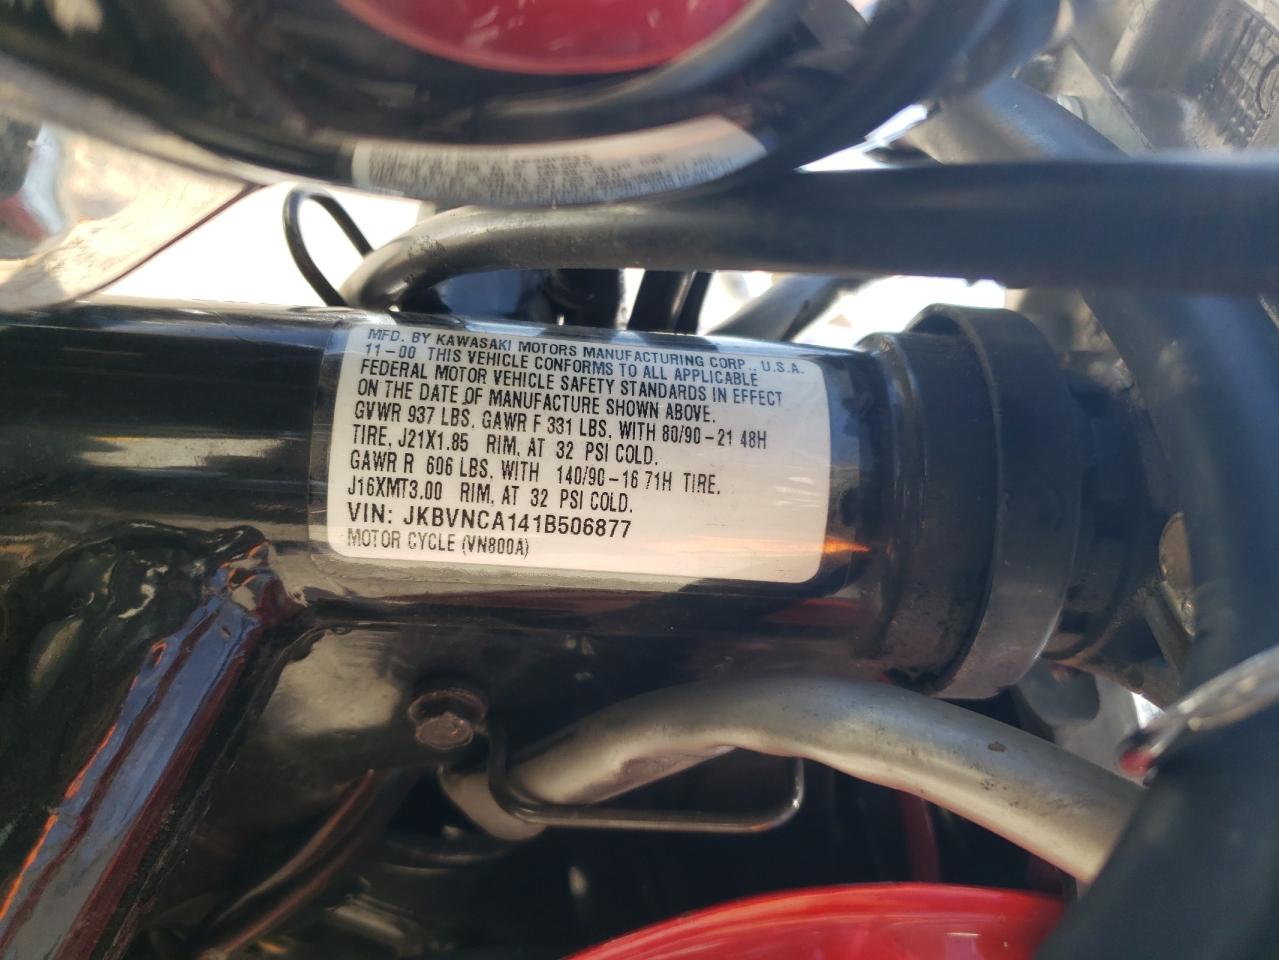 MFD. BY KAWASAKI MOTORS MANUFACTURING CORP., U.S.A.
11-00 THIS VEHICLE CONFORMS TO ALL APPLICABLE
FEDERAL MOTOR VEHICLE SAFETY STANDARDS IN EFFECT
ON THE DATE OF MANUFACTURE SHOWN ABOVE.
GVWR 937 LBS, GAWR F 331 LBS, WITH 80/90-21 48H
TIRE, J21X1.85 RIM, AT 32 PSI COLD.
GAWR R 606 LBS, WITH 140/90-16 71H TIRE.
J16XMT3.00 RIM, AT 32 PSI COLD.
VIN: JKBVNCA141B506877
MOTOR CYCLE (VN800A)